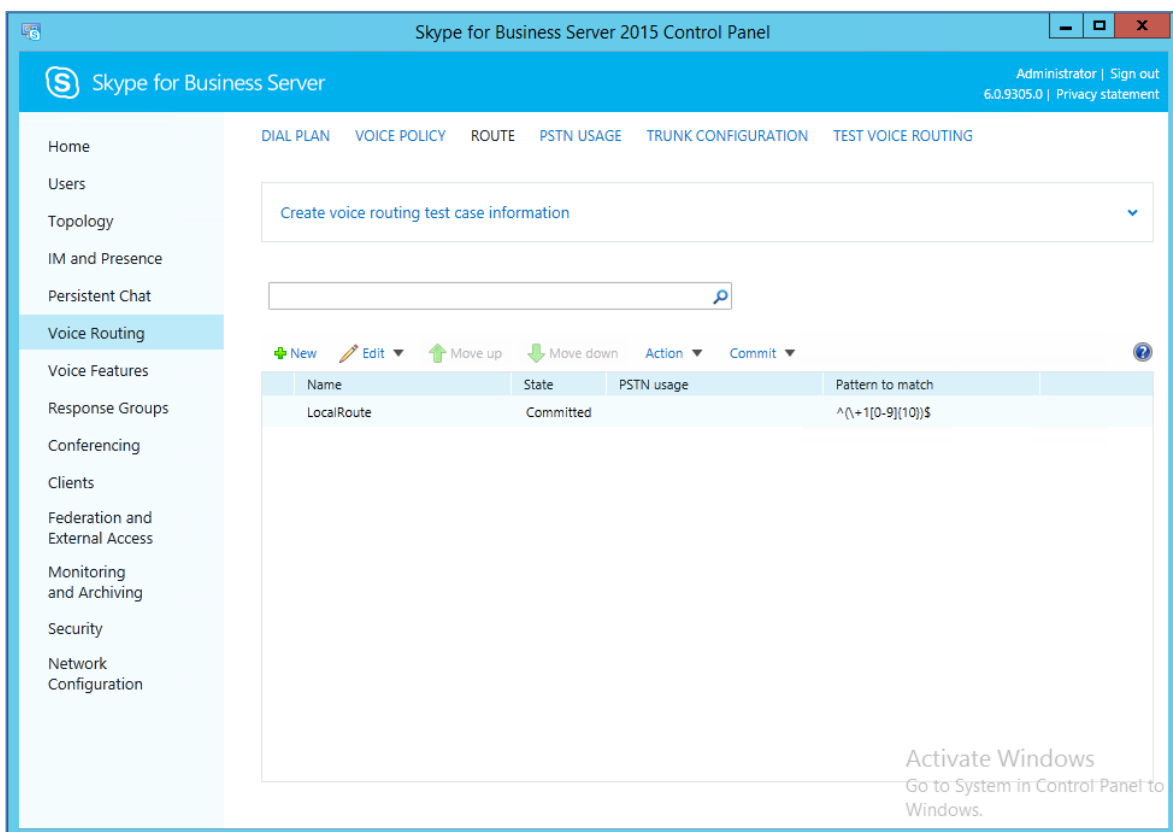 Skype for Business Server 2015 Control Panel
Skype for Business Server
Administrator | Sign out
6.0.9305.0 | Privacy statement
Home
Users
Topology
IM and Presence
Persistent Chat
Voice Routing
Voice Features
Response Groups
Conferencing
Clients
Federation and
External Access
Monitoring
and Archiving
Security
Network
Configuration
DIAL PLAN VOICE POLICY ROUTE PSTN USAGE TRUNK CONFIGURATION TEST VOICE ROUTING
Create voice routing test case information
New Edit Move up Move down Action Commit
Name State PSTN usage Pattern to match
LocalRoute Committed ^(\+1[0-9]{10})$
Activate Windows
Go to System in Control Panel to
Windows.